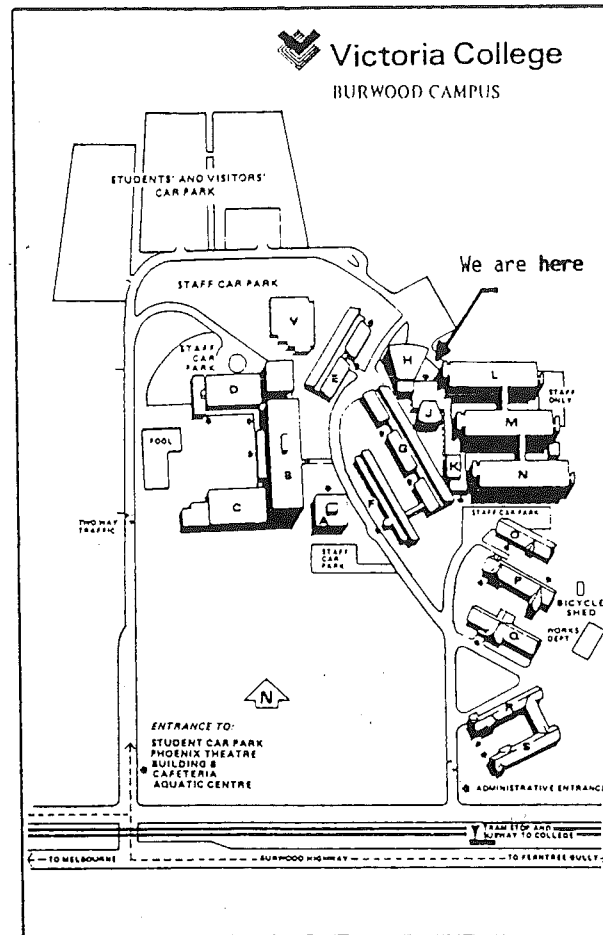 Victoria College
BURWOOD CAMPUS
STUDENTS' AND VISITORS'
CAR PARK
We are here
STAFF CAR PARK
V
STAFF
CAR
PARK
E
H
L
STAFF
ONLY
D
J
M
POOL
B
G
K
N
C
A
F
STAFF CAR PARK
TWO WAY
TRAFFIC
STAFF
CAR
PARK
O
P
BICYCLE
SHED
Q
WORKS
DEPT
N
R
S
ENTRANCE TO:
STUDENT CAR PARK
PHOENIX THEATRE
BUILDING B
CAFETERIA
AQUATIC CENTRE
ADMINISTRATIVE ENTRANCE
TRAM STOP AND
SUBWAY TO COLLEGE
TO MELBOURNE
BURWOOD HIGHWAY
TO FERNTREE GULLY